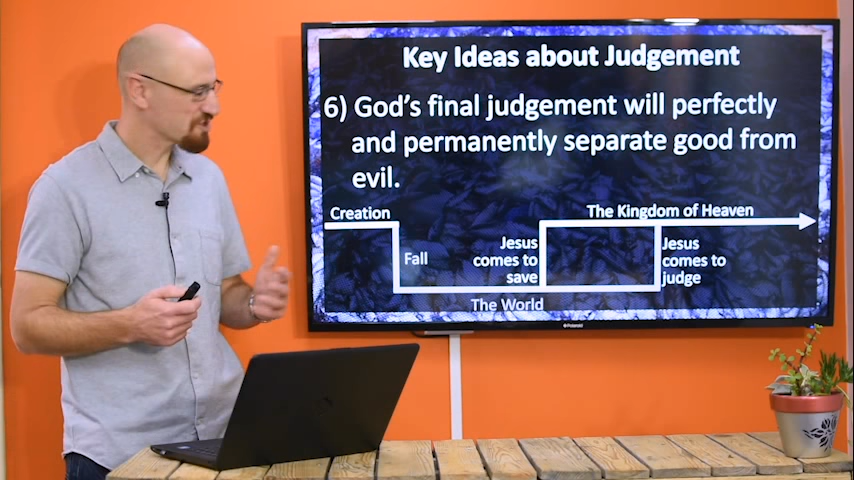 Key Ideas about Judgement
6) God's final judgement will perfectly
and permanently separate good from
evil.
Creation
The Kingdom of Heaven
Fall
Jesus
comes to
save
Jesus
comes to
judge
The World
Polaroid